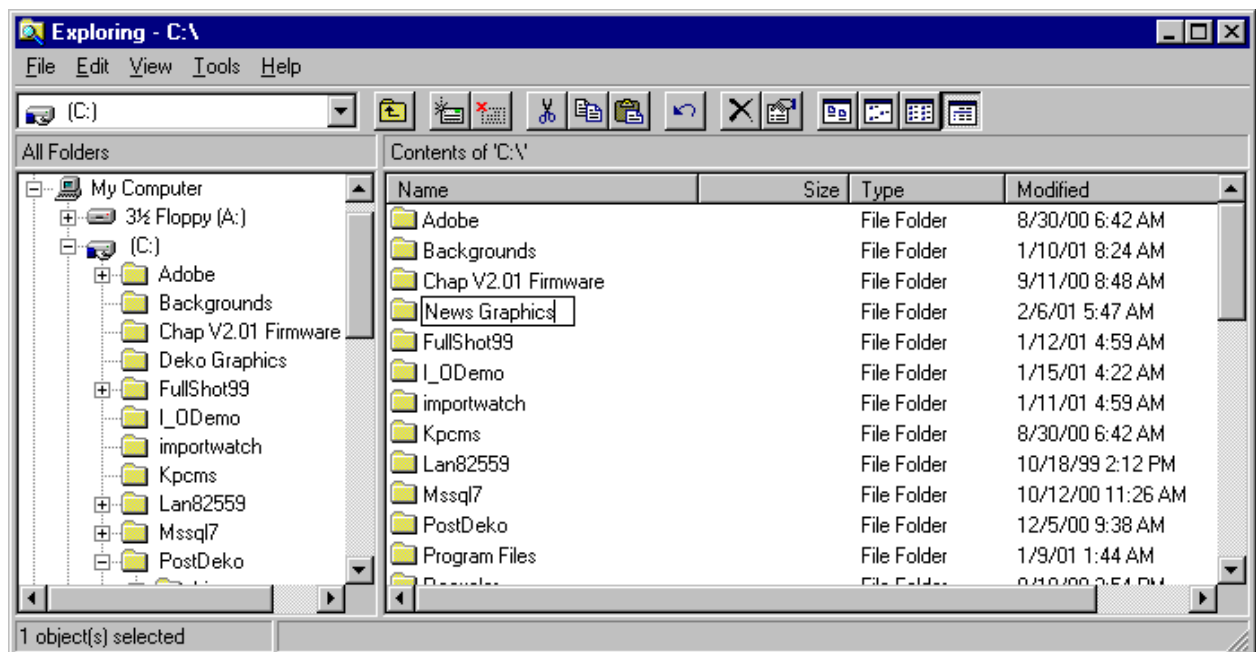 Exploring - C:\
File Edit View Tools Help
(C:)
All Folders
Contents of 'C:\'
My Computer
3½ Floppy (A:)
(C:)
Adobe
Backgrounds
Chap V2.01 Firmware
Deko Graphics
FullShot99
I_ODemo
importwatch
Kpcms
Lan82559
Mssql7
PostDeko
Name Size Type Modified
Adobe File Folder 8/30/00 6:42 AM
Backgrounds File Folder 1/10/01 8:24 AM
Chap V2.01 Firmware File Folder 9/11/00 8:48 AM
News Graphics File Folder 2/6/01 5:47 AM
FullShot99 File Folder 1/12/01 4:59 AM
I_ODemo File Folder 1/15/01 4:22 AM
importwatch File Folder 1/11/01 4:59 AM
Kpcms File Folder 8/30/00 6:42 AM
Lan82559 File Folder 10/18/99 2:12 PM
Mssql7 File Folder 10/12/00 11:26 AM
PostDeko File Folder 12/5/00 9:38 AM
Program Files File Folder 1/9/01 1:44 AM
File Folder
1 object(s) selected